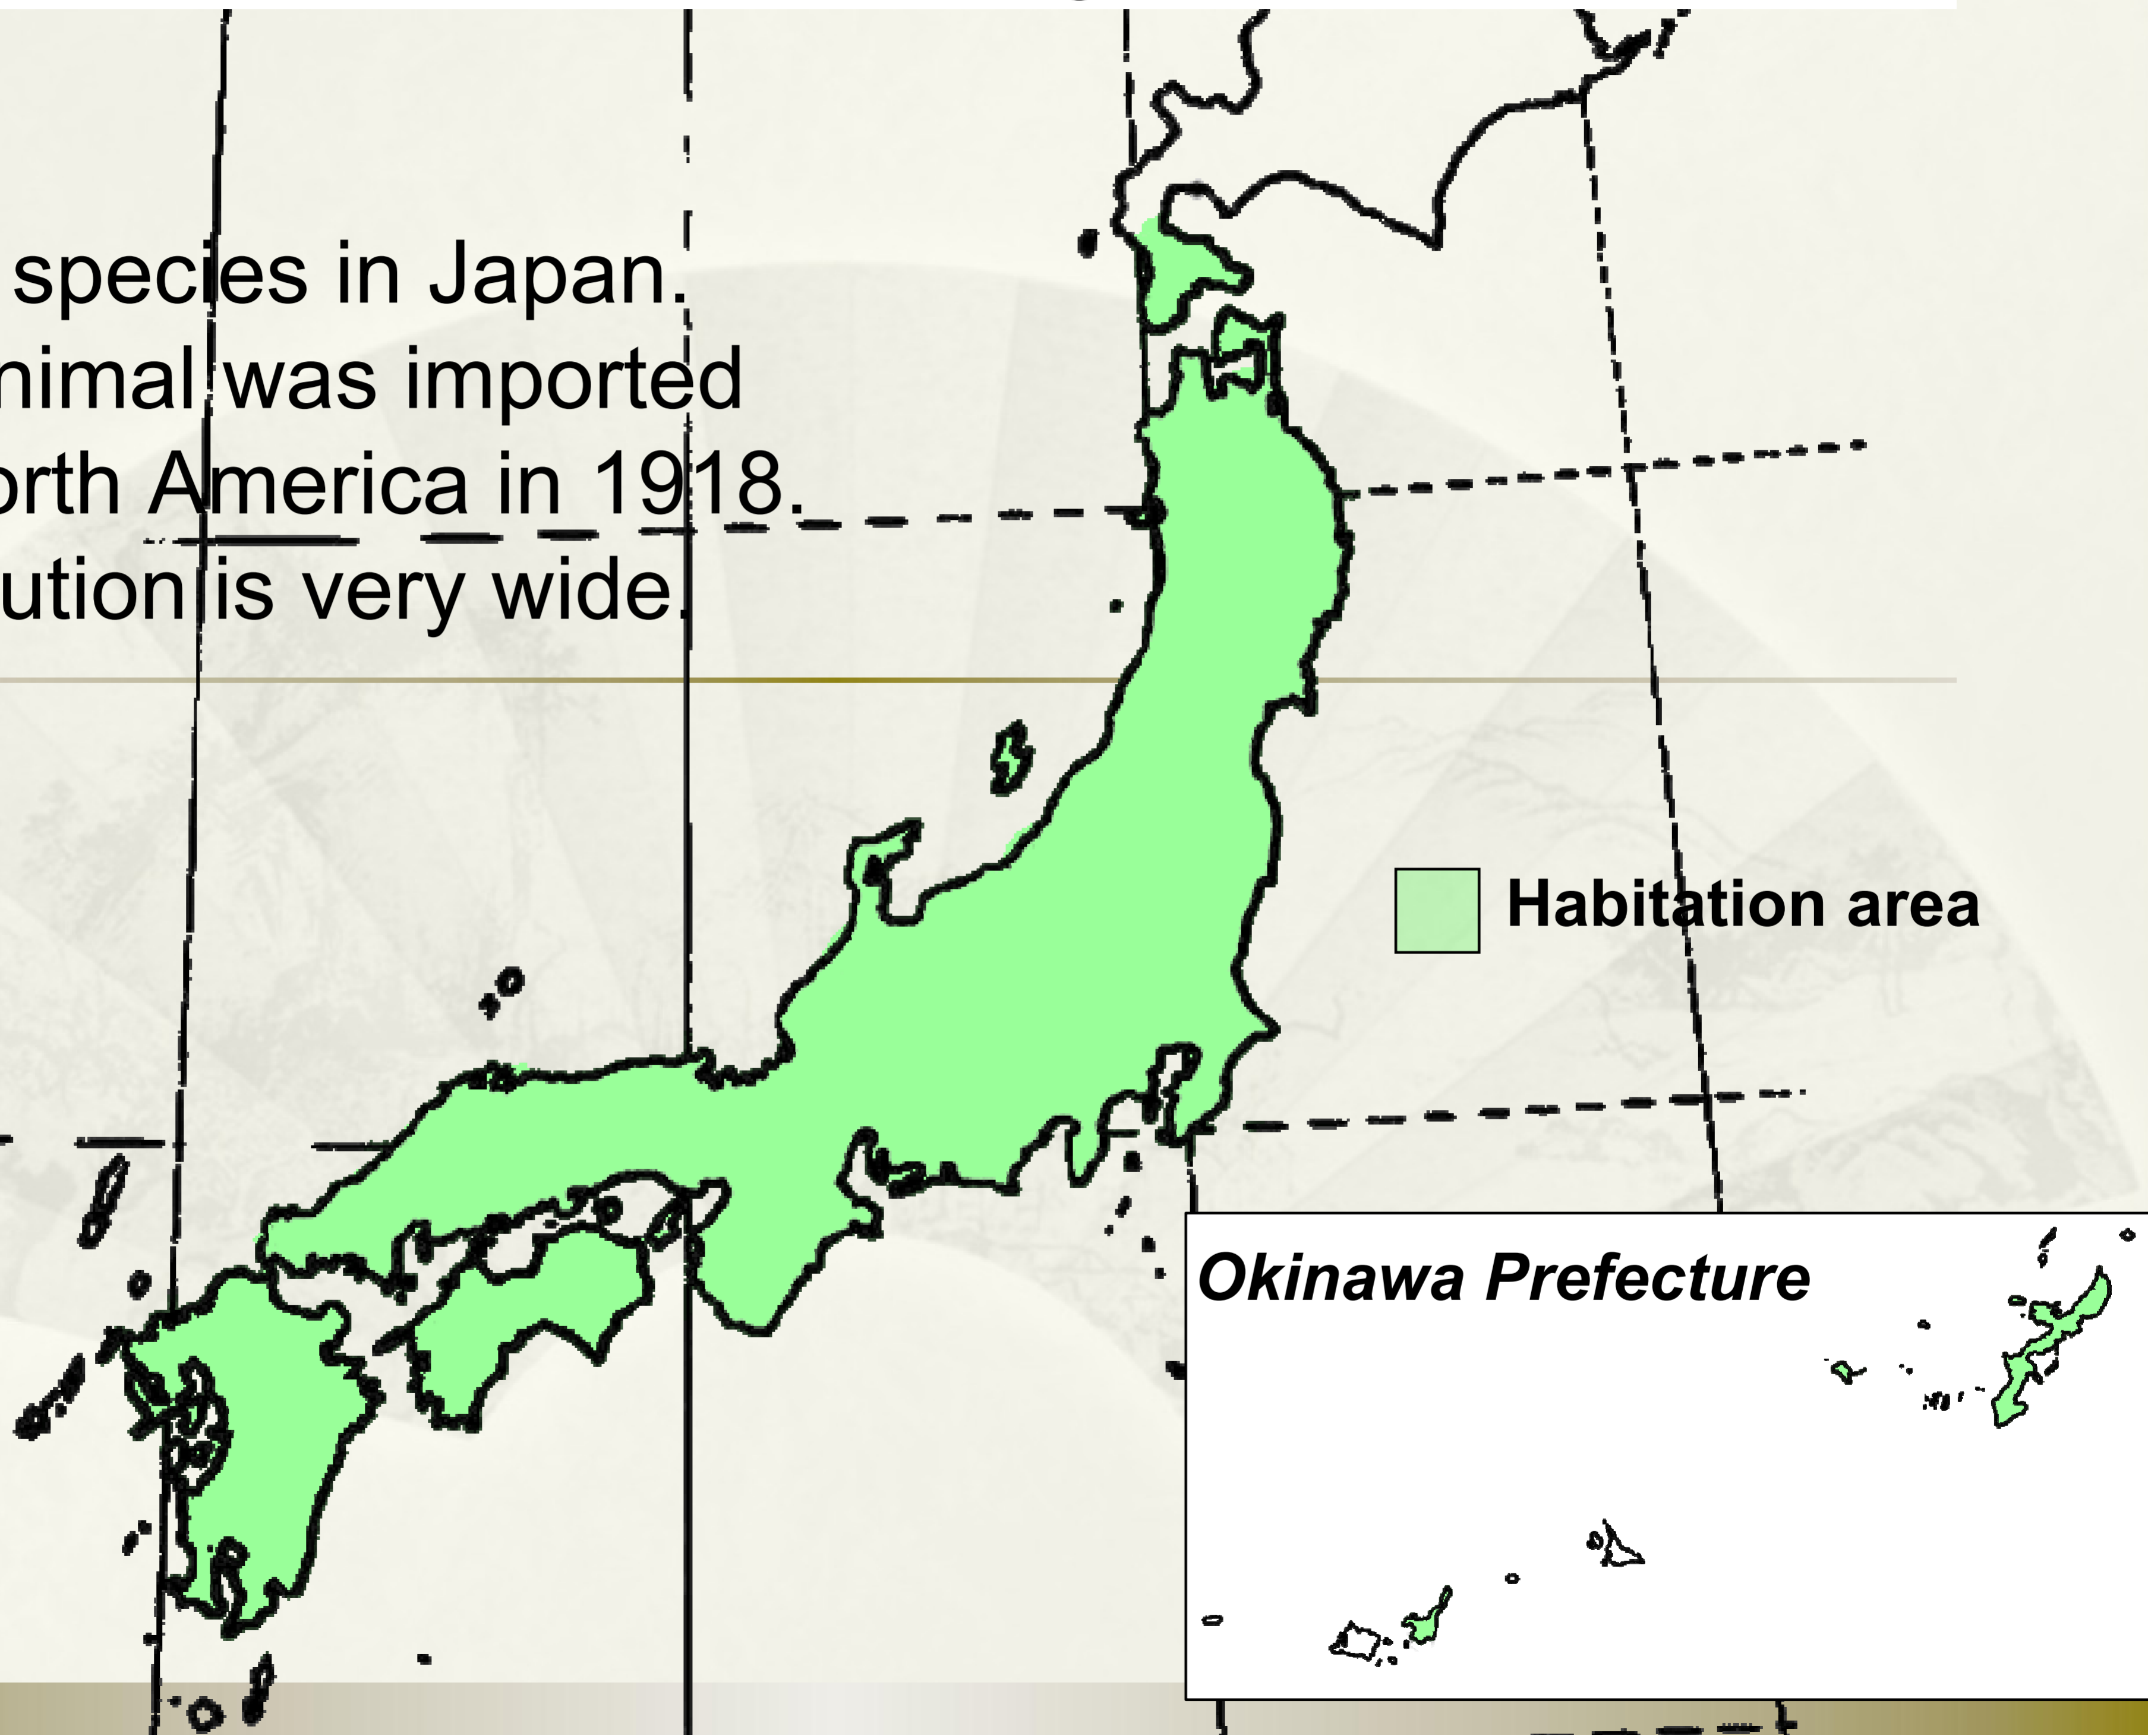 species in Japan.
nimal was imported
orth America in 1918.
ution is very wide.
Habitation area
Okinawa Prefecture